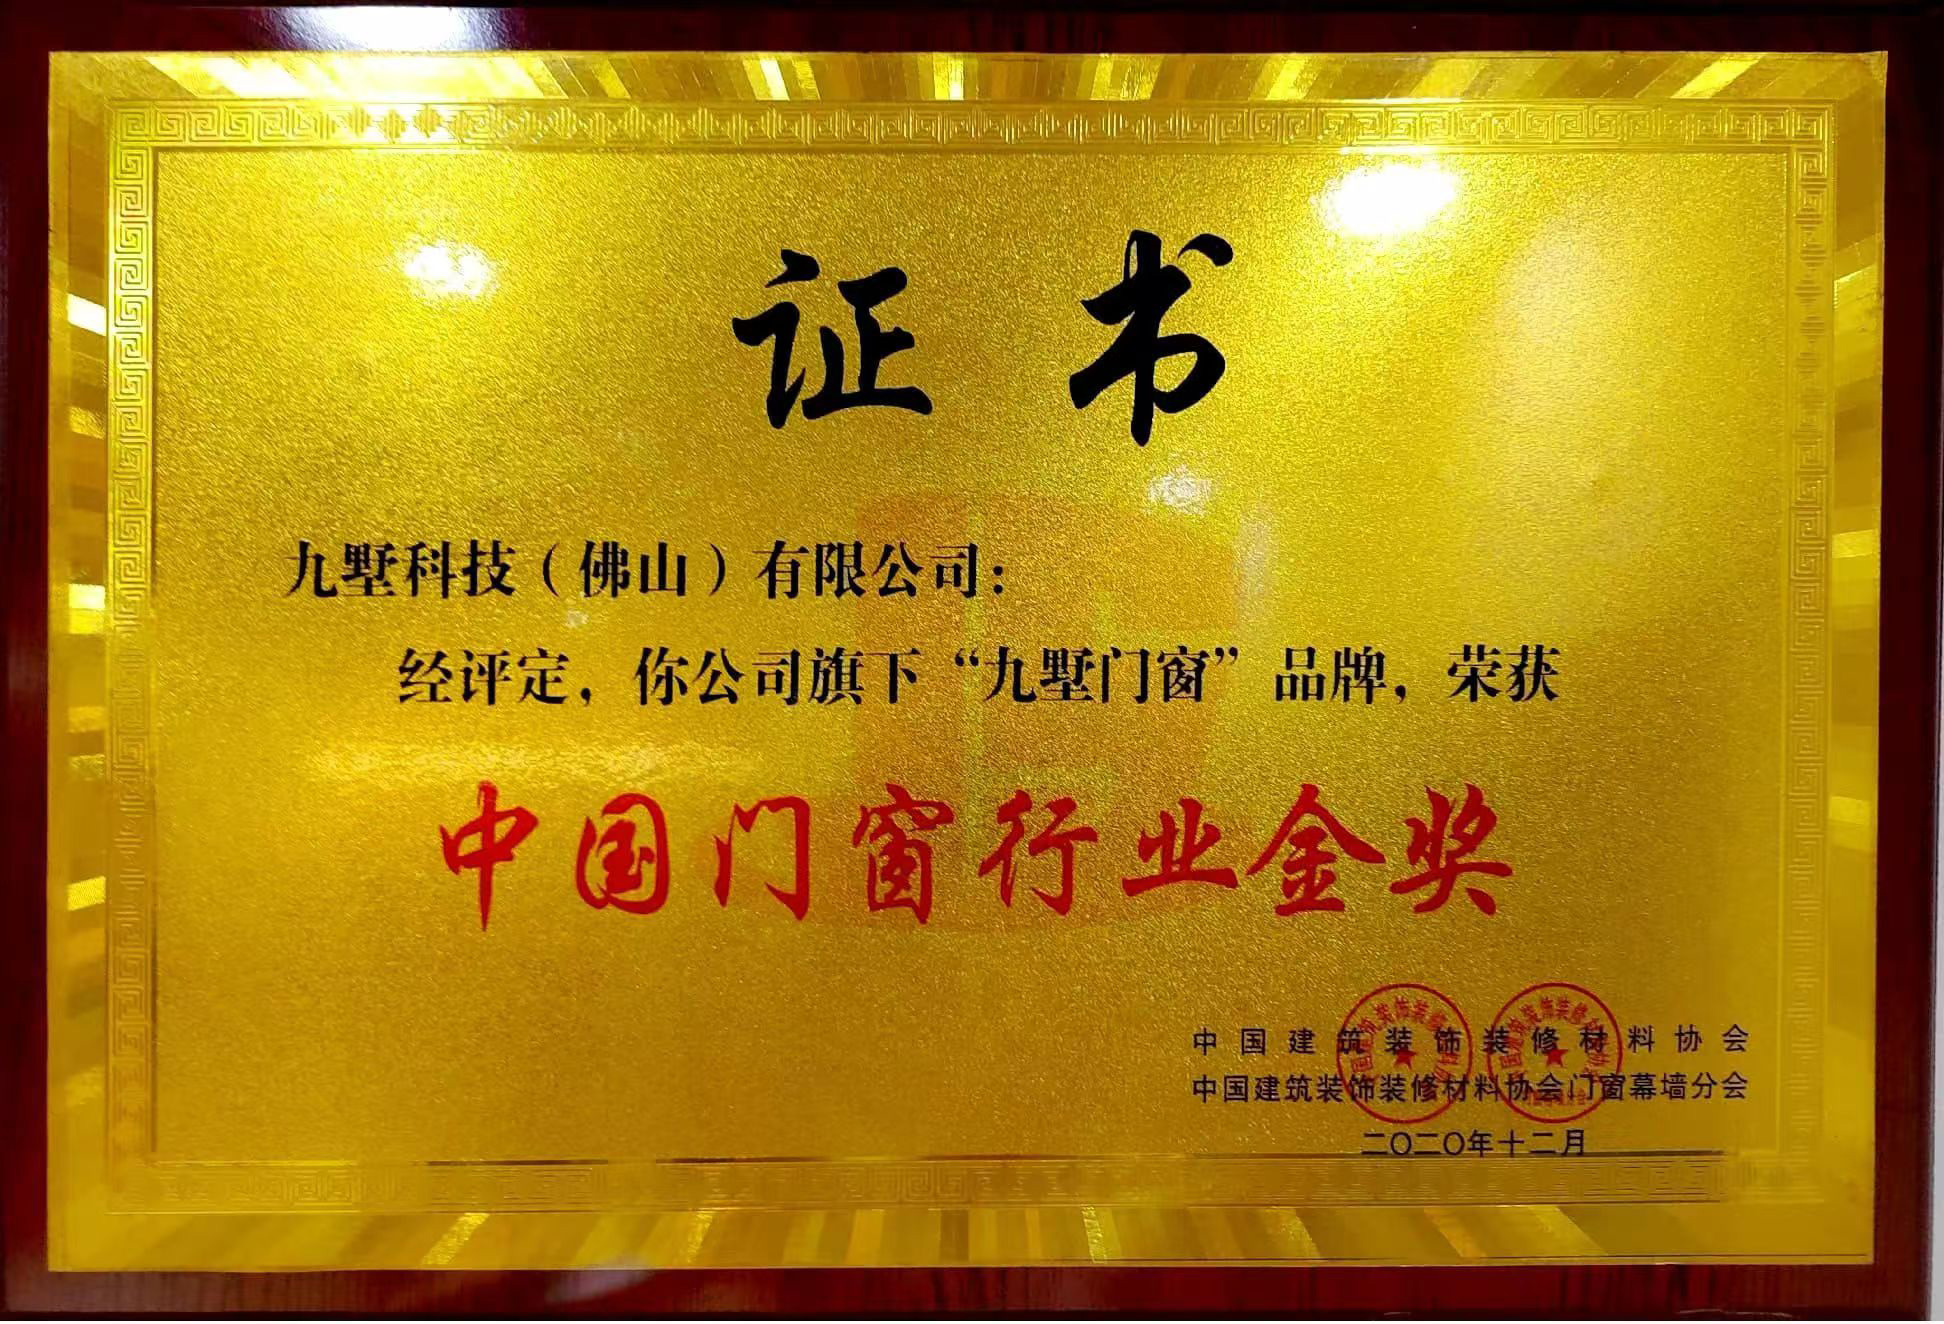 证书
九墅科技（佛山）有限公司：
经评定，你公司旗下“九墅门窗”品牌，荣获
中国门窗行业金奖
中国建筑装饰装修材料协会
中国建筑装饰装修材料协会门窗幕墙分会
二〇二〇年十二月